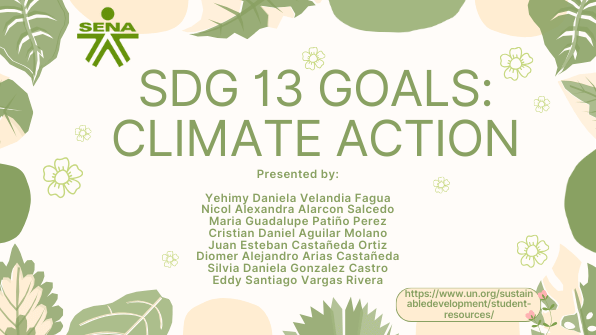 SENA
SDG 13 GOALS:
CLIMATE ACTION
Presented by:
Yehimy Daniela Velandia Fagua
Nicol Alexandra Alarcon Salcedo
Maria Guadalupe Patiño Perez
Cristian Daniel Aguilar Molano
Juan Esteban Castañeda Ortiz
Diomer Alejandro Arias Castañeda
Silvia Daniela Gonzalez Castro
Eddy Santiago Vargas Rivera
https://www.un.org/sustain
abledevelopment/student-
resources/